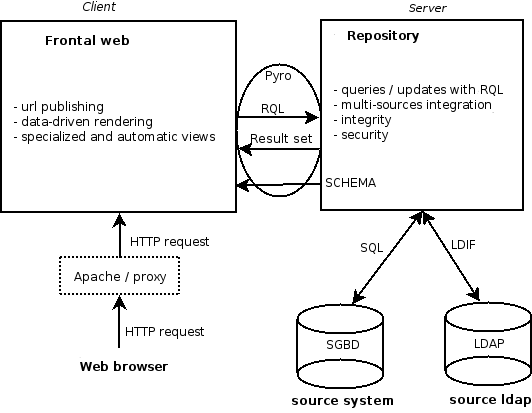 Client
Server
Frontal web
- url publishing
- data-driven rendering
- specialized and automatic views
Pyro
RQL
Result set
SCHEMA
Repository
- queries / updates with RQL
- multi-sources integration
- integrity
- security
HTTP request
Apache / proxy
HTTP request
Web browser
SQL
LDIF
SGBD
LDAP
source system
source ldap